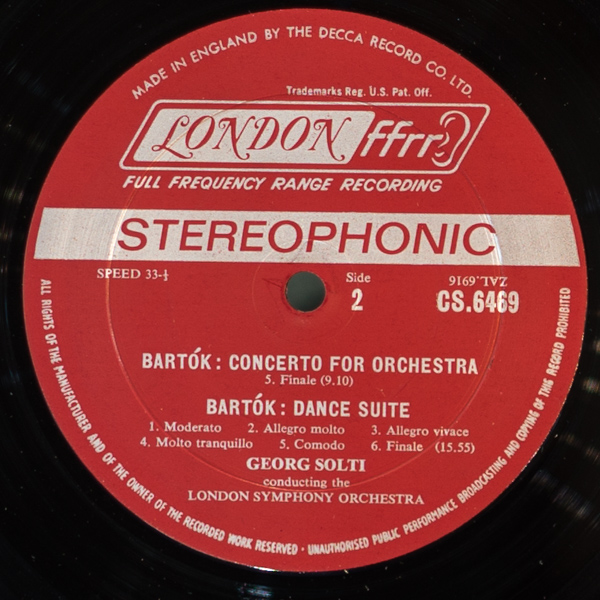 MADE IN ENGLAND BY THE DECCA RECORD CO. LTD.
Trademarks Reg. U.S. Pat. Off.
LONDON ffrr
FULL FREQUENCY RANGE RECORDING
STEREOPHONIC
SPEED 33-⅓
Side
2
ZAL.6916
CS.6469
BARTÓK: CONCERTO FOR ORCHESTRA
5. Finale (9.10)
BARTÓK: DANCE SUITE
1. Moderato 2. Allegro molto 3. Allegro vivace
4. Molto tranquillo 5. Comodo 6. Finale (15.55)
GEORG SOLTI
conducting the
LONDON SYMPHONY ORCHESTRA
ALL RIGHTS OF THE MANUFACTURER AND OF THE OWNER OF THE RECORDED WORK RESERVED · UNAUTHORISED PUBLIC PERFORMANCE BROADCASTING AND COPYING OF THIS RECORD PROHIBITED